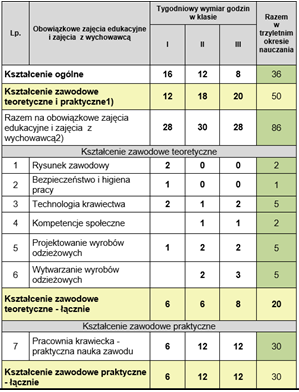 Lp. Obowiązkowe zajęcia edukacyjne i zajęcia z wychowawcą Tygodniowy wymiar godzin w klasie Razem w trzyletnim okresie nauczania
I II III
Kształcenie ogólne 16 12 8 36
Kształcenie zawodowe teoretyczne i praktyczne1) 12 18 20 50
Razem na obowiązkowe zajęcia edukacyjne i zajęcia z wychowawcą2) 28 30 28 86
Kształcenie zawodowe teoretyczne
1 Rysunek zawodowy 2 0 0 2
2 Bezpieczeństwo i higiena pracy 1 0 0 1
3 Technologia krawiectwa 2 1 2 5
4 Kompetencje społeczne 1 1 2
5 Projektowanie wyrobów odzieżowych 1 2 2 5
6 Wytwarzanie wyrobów odzieżowych 2 3 5
Kształcenie zawodowe teoretyczne - łącznie 6 6 8 20
Kształcenie zawodowe praktyczne
7 Pracownia krawiecka - praktyczna nauka zawodu 6 12 12 30
Kształcenie zawodowe praktyczne - łącznie 6 12 12 30